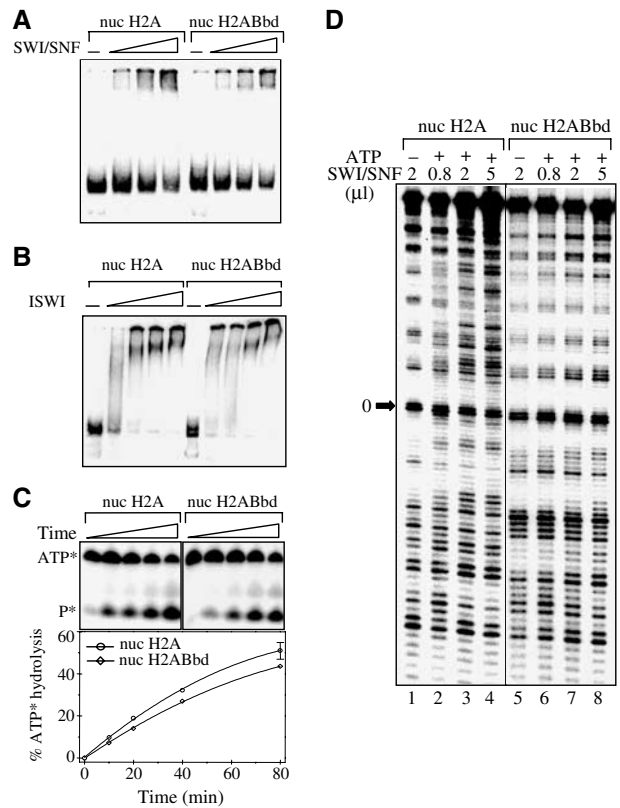 A
nuc H2A nuc H2ABbd
SWI/SNF – –
B
nuc H2A nuc H2ABbd
ISWI – –
C
nuc H2A nuc H2ABbd
Time
ATP*
P*
60
40
20
0
% ATP* hydrolysis
nuc H2A
nuc H2ABbd
0 20 40 60 80
Time (min)
D
nuc H2A nuc H2ABbd
ATP – + + + – + + +
SWI/SNF 2 0.8 2 5 2 0.8 2 5
(µl)
0
1 2 3 4 5 6 7 8